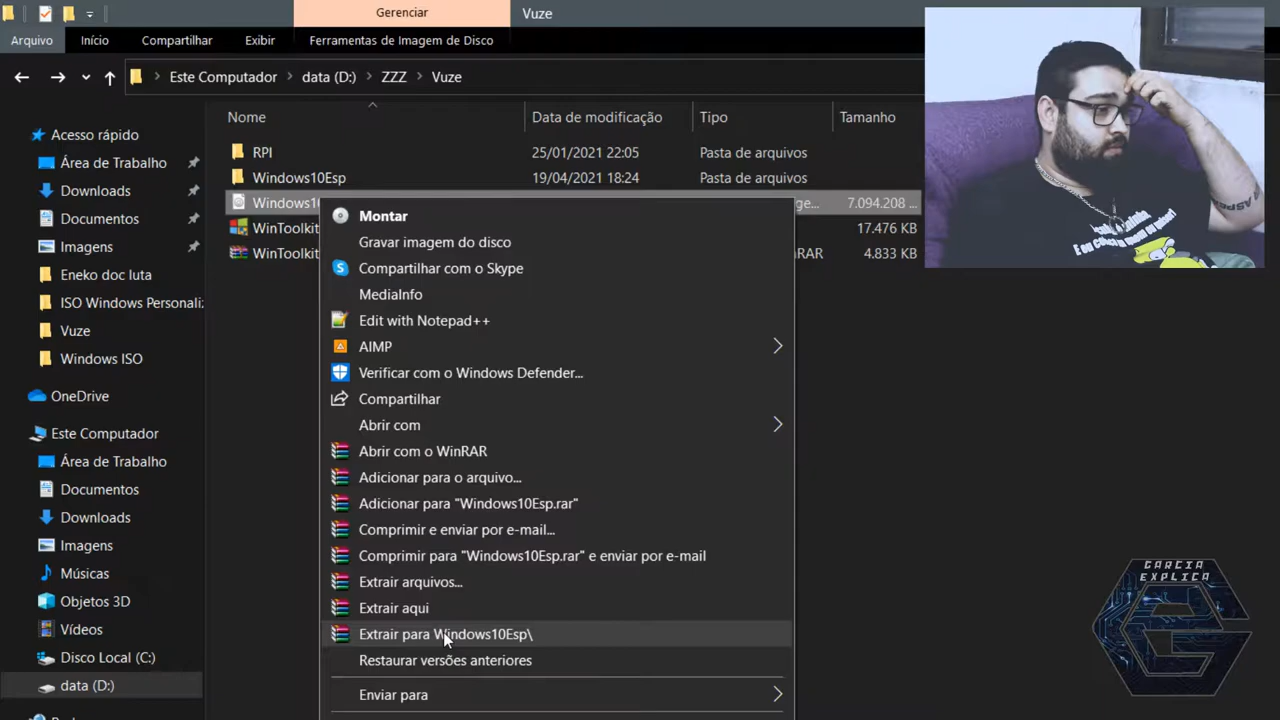 Gerenciar
Vuze
Arquivo
Início
Compartilhar
Exibir
Ferramentas de Imagem de Disco
Este Computador
data (D:)
ZZZ
Vuze
Nome
Data de modificação
Tipo
Tamanho
RPI
25/01/2021 22:05
Pasta de arquivos
Windows10Esp
19/04/2021 18:24
Pasta de arquivos
7.094.208 ...
WinToolkit
17.476 KB
WinToolkit
4.833 KB
Acesso rápido
Área de Trabalho
Downloads
Documentos
Imagens
Eneko doc luta
ISO Windows Personali
Vuze
Windows ISO
OneDrive
Este Computador
Área de Trabalho
Documentos
Downloads
Imagens
Músicas
Objetos 3D
Vídeos
Disco Local (C:)
data (D:)
Montar
Gravar imagem do disco
Compartilhar com o Skype
MediaInfo
Edit with Notepad++
AIMP
Verificar com o Windows Defender...
Compartilhar
Abrir com
Abrir com o WinRAR
Adicionar para o arquivo...
Adicionar para "Windows10Esp.rar"
Comprimir e enviar por e-mail...
Comprimir para "Windows10Esp.rar" e enviar por e-mail
Extrair arquivos...
Extrair aqui
Extrair para Windows10Esp\
Restaurar versões anteriores
Enviar para
GARCIA
EXPLICA